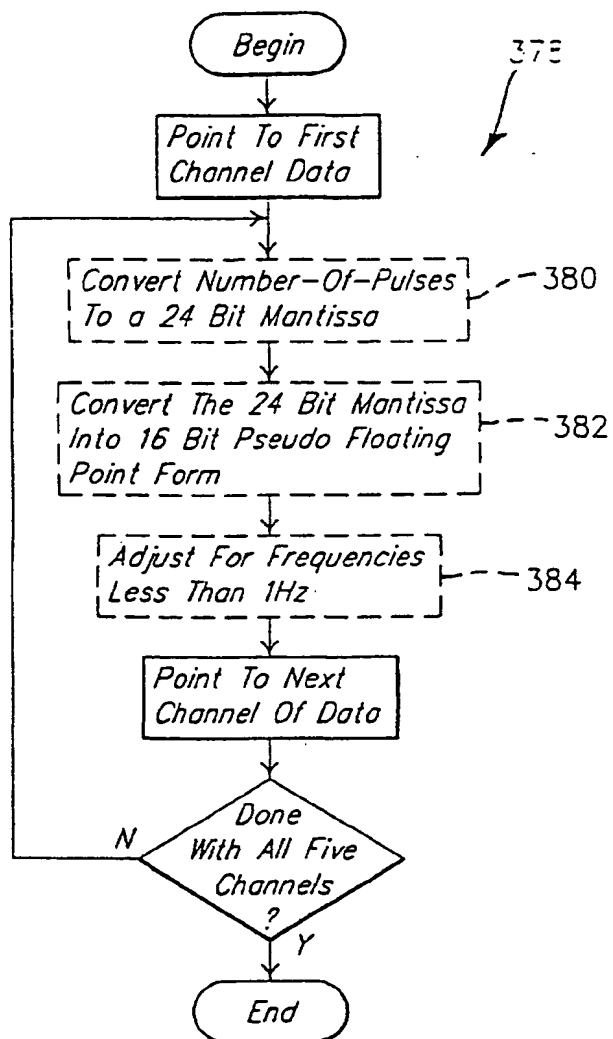 Begin
Point To First
Channel Data
Convert Number-Of-Pulses
To a 24 Bit Mantissa
380
Convert The 24 Bit Mantissa
Into 16 Bit Pseudo Floating
Point Form
382
Adjust For Frequencies
Less Than 1Hz
384
Point To Next
Channel Of Data
Done
With All Five
Channels
?
N
Y
End